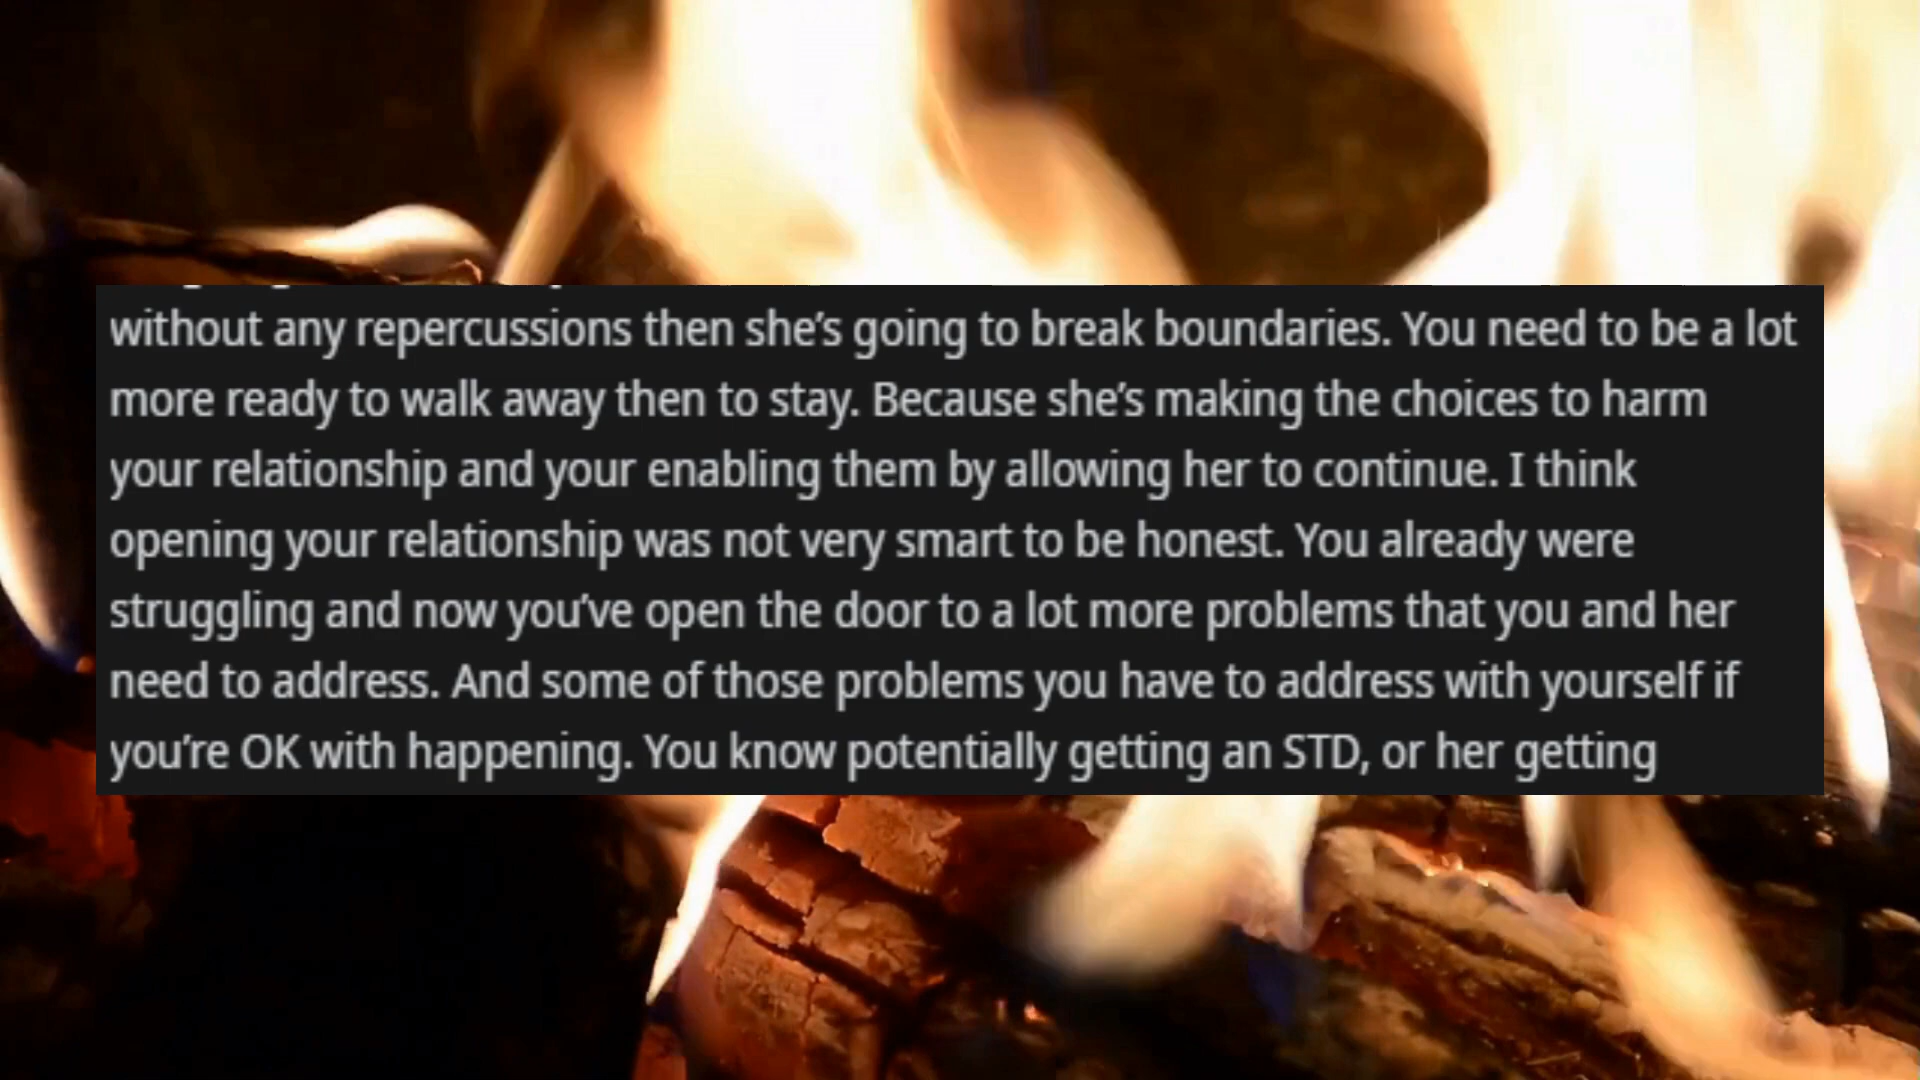 without any repercussions then she’s going to break boundaries. You need to be a lot
more ready to walk away then to stay. Because she’s making the choices to harm
your relationship and your enabling them by allowing her to continue. I think
opening your relationship was not very smart to be honest. You already were
struggling and now you’ve open the door to a lot more problems that you and her
need to address. And some of those problems you have to address with yourself if
you’re OK with happening. You know potentially getting an STD, or her getting